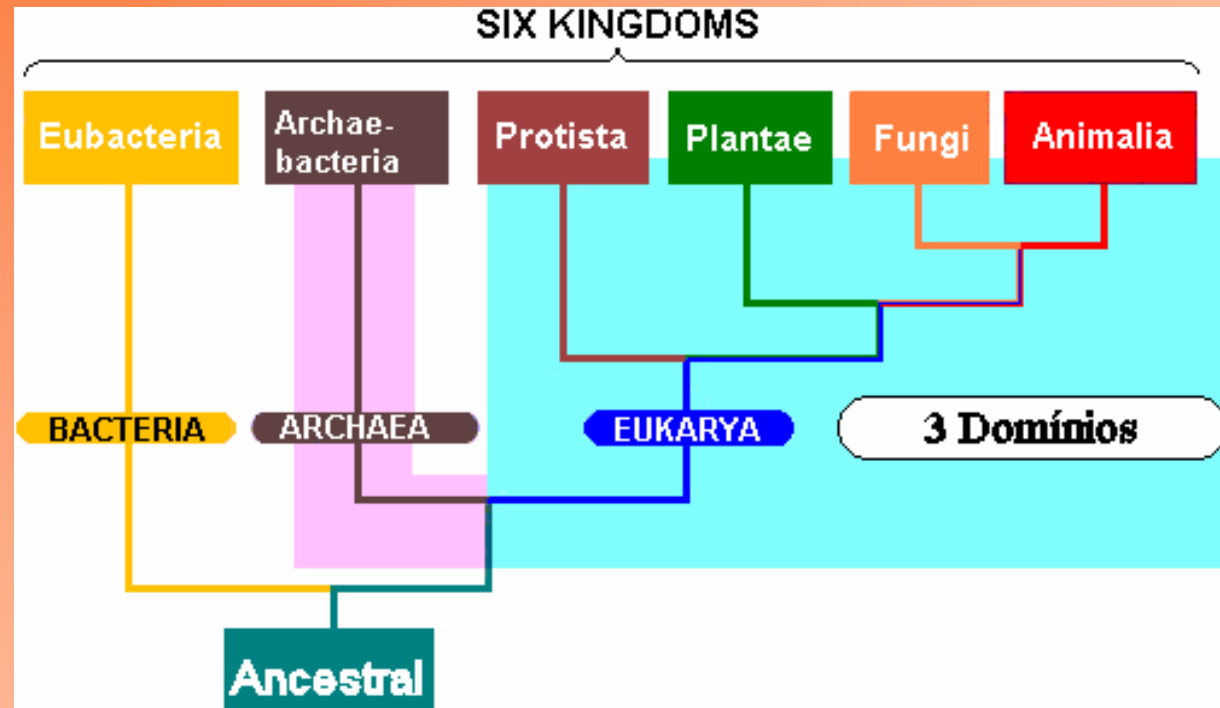 SIX KINGDOMS
Eubacteria
Archae-
bacteria
Protista
Plantae
Fungi
Animalia
BACTERIA
ARCHAEA
EUKARYA
3 Domínios
Ancestral